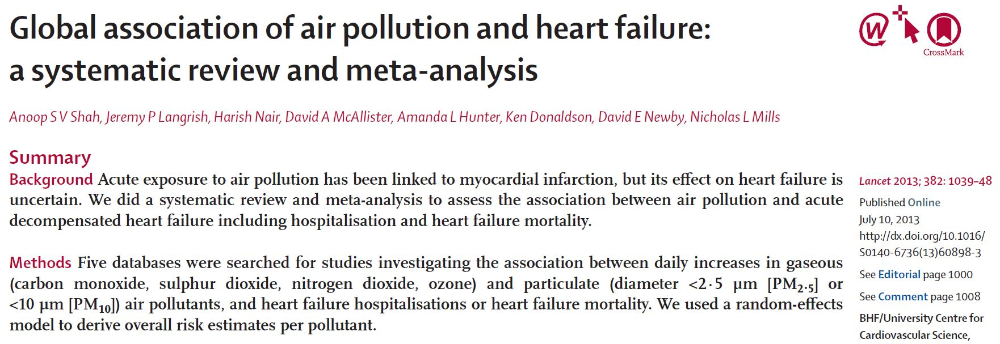 Global association of air pollution and heart failure:
a systematic review and meta-analysis
W
CrossMark
Anoop S V Shah, Jeremy P Langrish, Harish Nair, David A McAllister, Amanda L Hunter, Ken Donaldson, David E Newby, Nicholas L Mills
Summary
Background Acute exposure to air pollution has been linked to myocardial infarction, but its effect on heart failure is
uncertain. We did a systematic review and meta-analysis to assess the association between air pollution and acute
decompensated heart failure including hospitalisation and heart failure mortality.
Methods Five databases were searched for studies investigating the association between daily increases in gaseous
(carbon monoxide, sulphur dioxide, nitrogen dioxide, ozone) and particulate (diameter <2·5 μm [PM2·5] or
<10 μm [PM10]) air pollutants, and heart failure hospitalisations or heart failure mortality. We used a random-effects
model to derive overall risk estimates per pollutant.
Lancet 2013; 382: 1039–48
Published Online
July 10, 2013
http://dx.doi.org/10.1016/
S0140-6736(13)60898-3
See Editorial page 1000
See Comment page 1008
BHF/University Centre for
Cardiovascular Science,